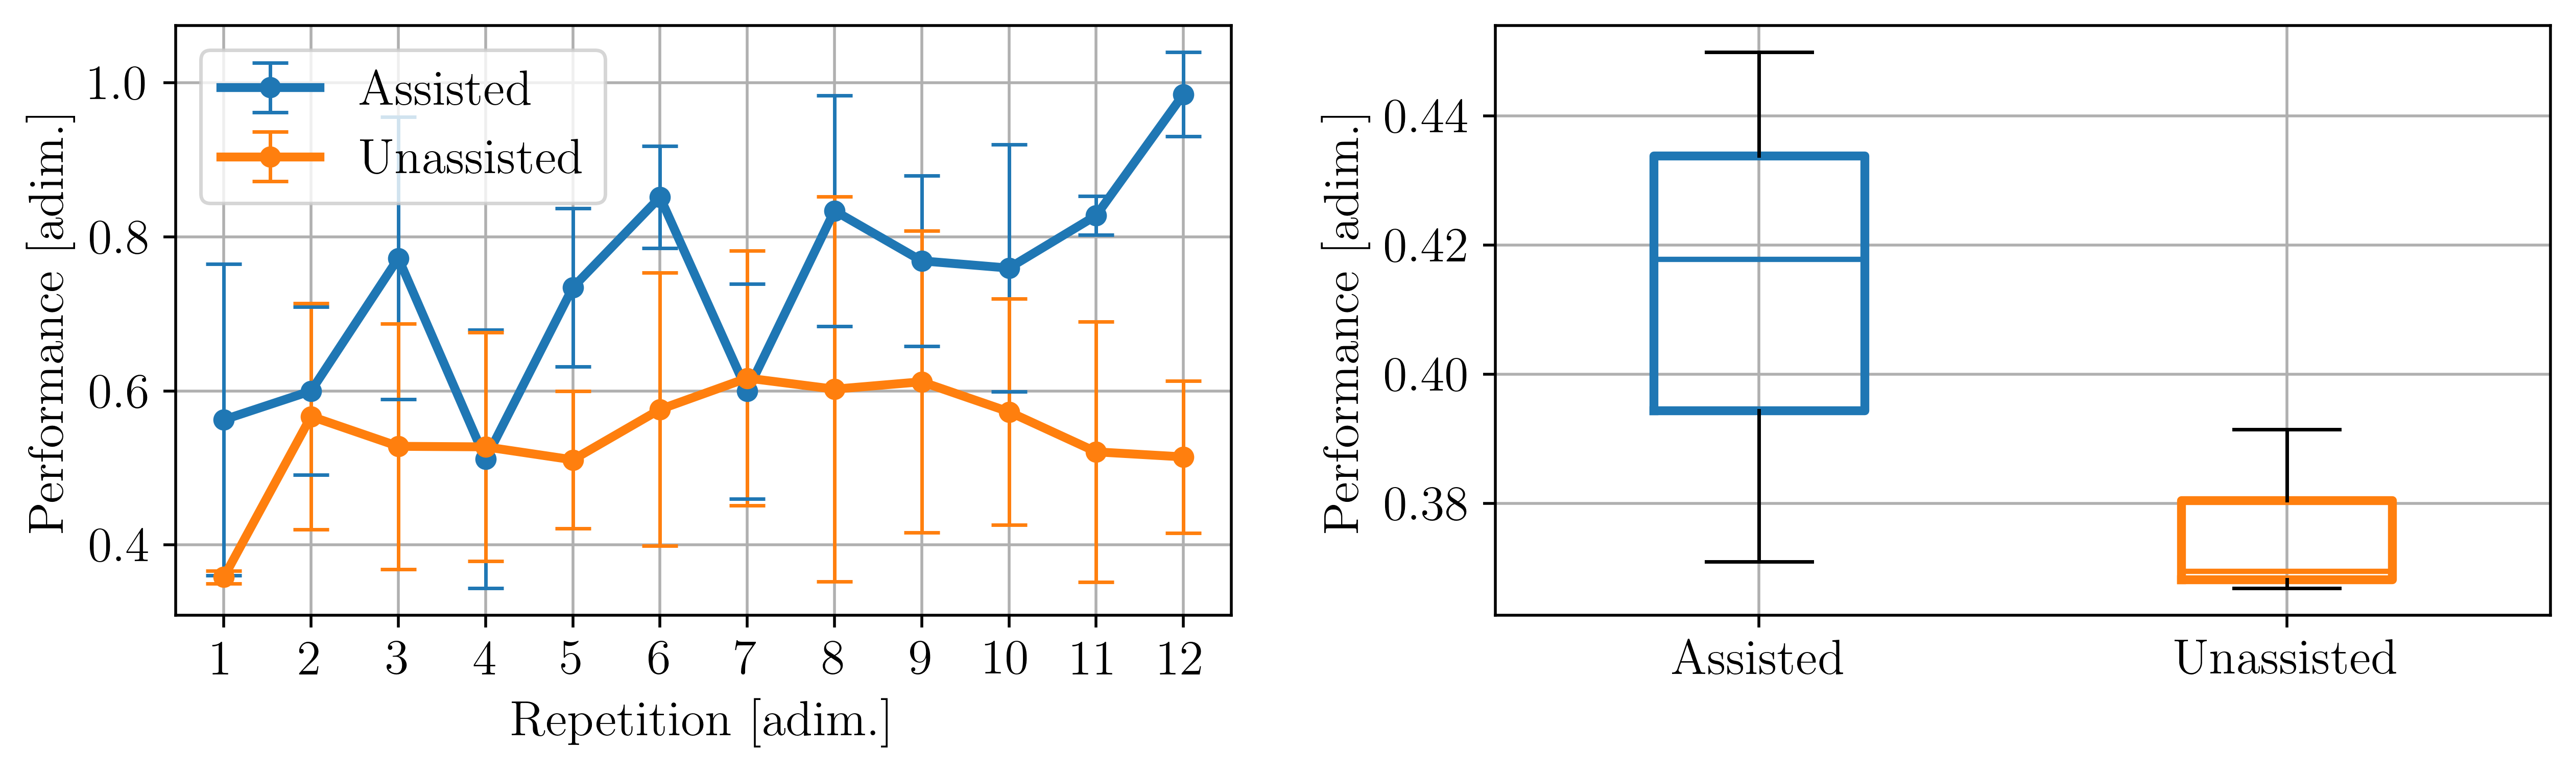 Performance [adim.]
1.0
0.8
0.6
0.4
Assisted
Unassisted
1 2 3 4 5 6 7 8 9 10 11 12
Repetition [adim.]
Performance [adim.]
0.44
0.42
0.40
0.38
Assisted Unassisted